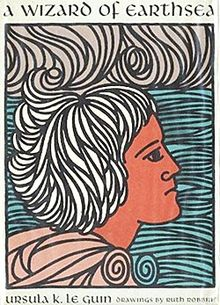 A WIZARD OF EARTHSEA
URSULA K. LE GUIN DRAWINGS BY RUTH ROBBINS